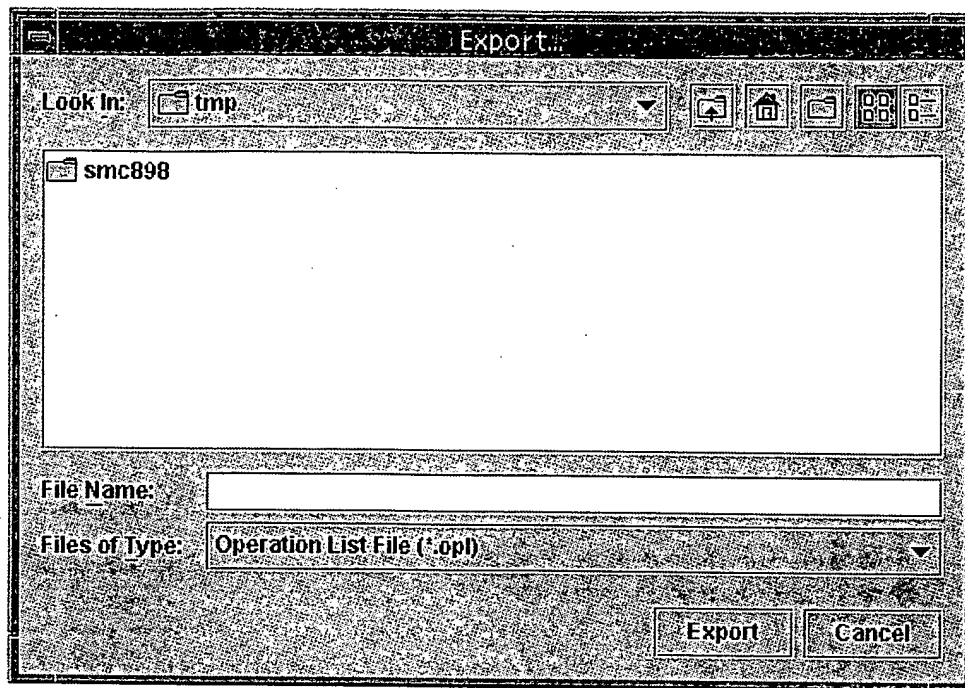 Export...
Look In: tmp
smc898
File Name:
Files of Type: Operation List File (*.opl)
Export Cancel